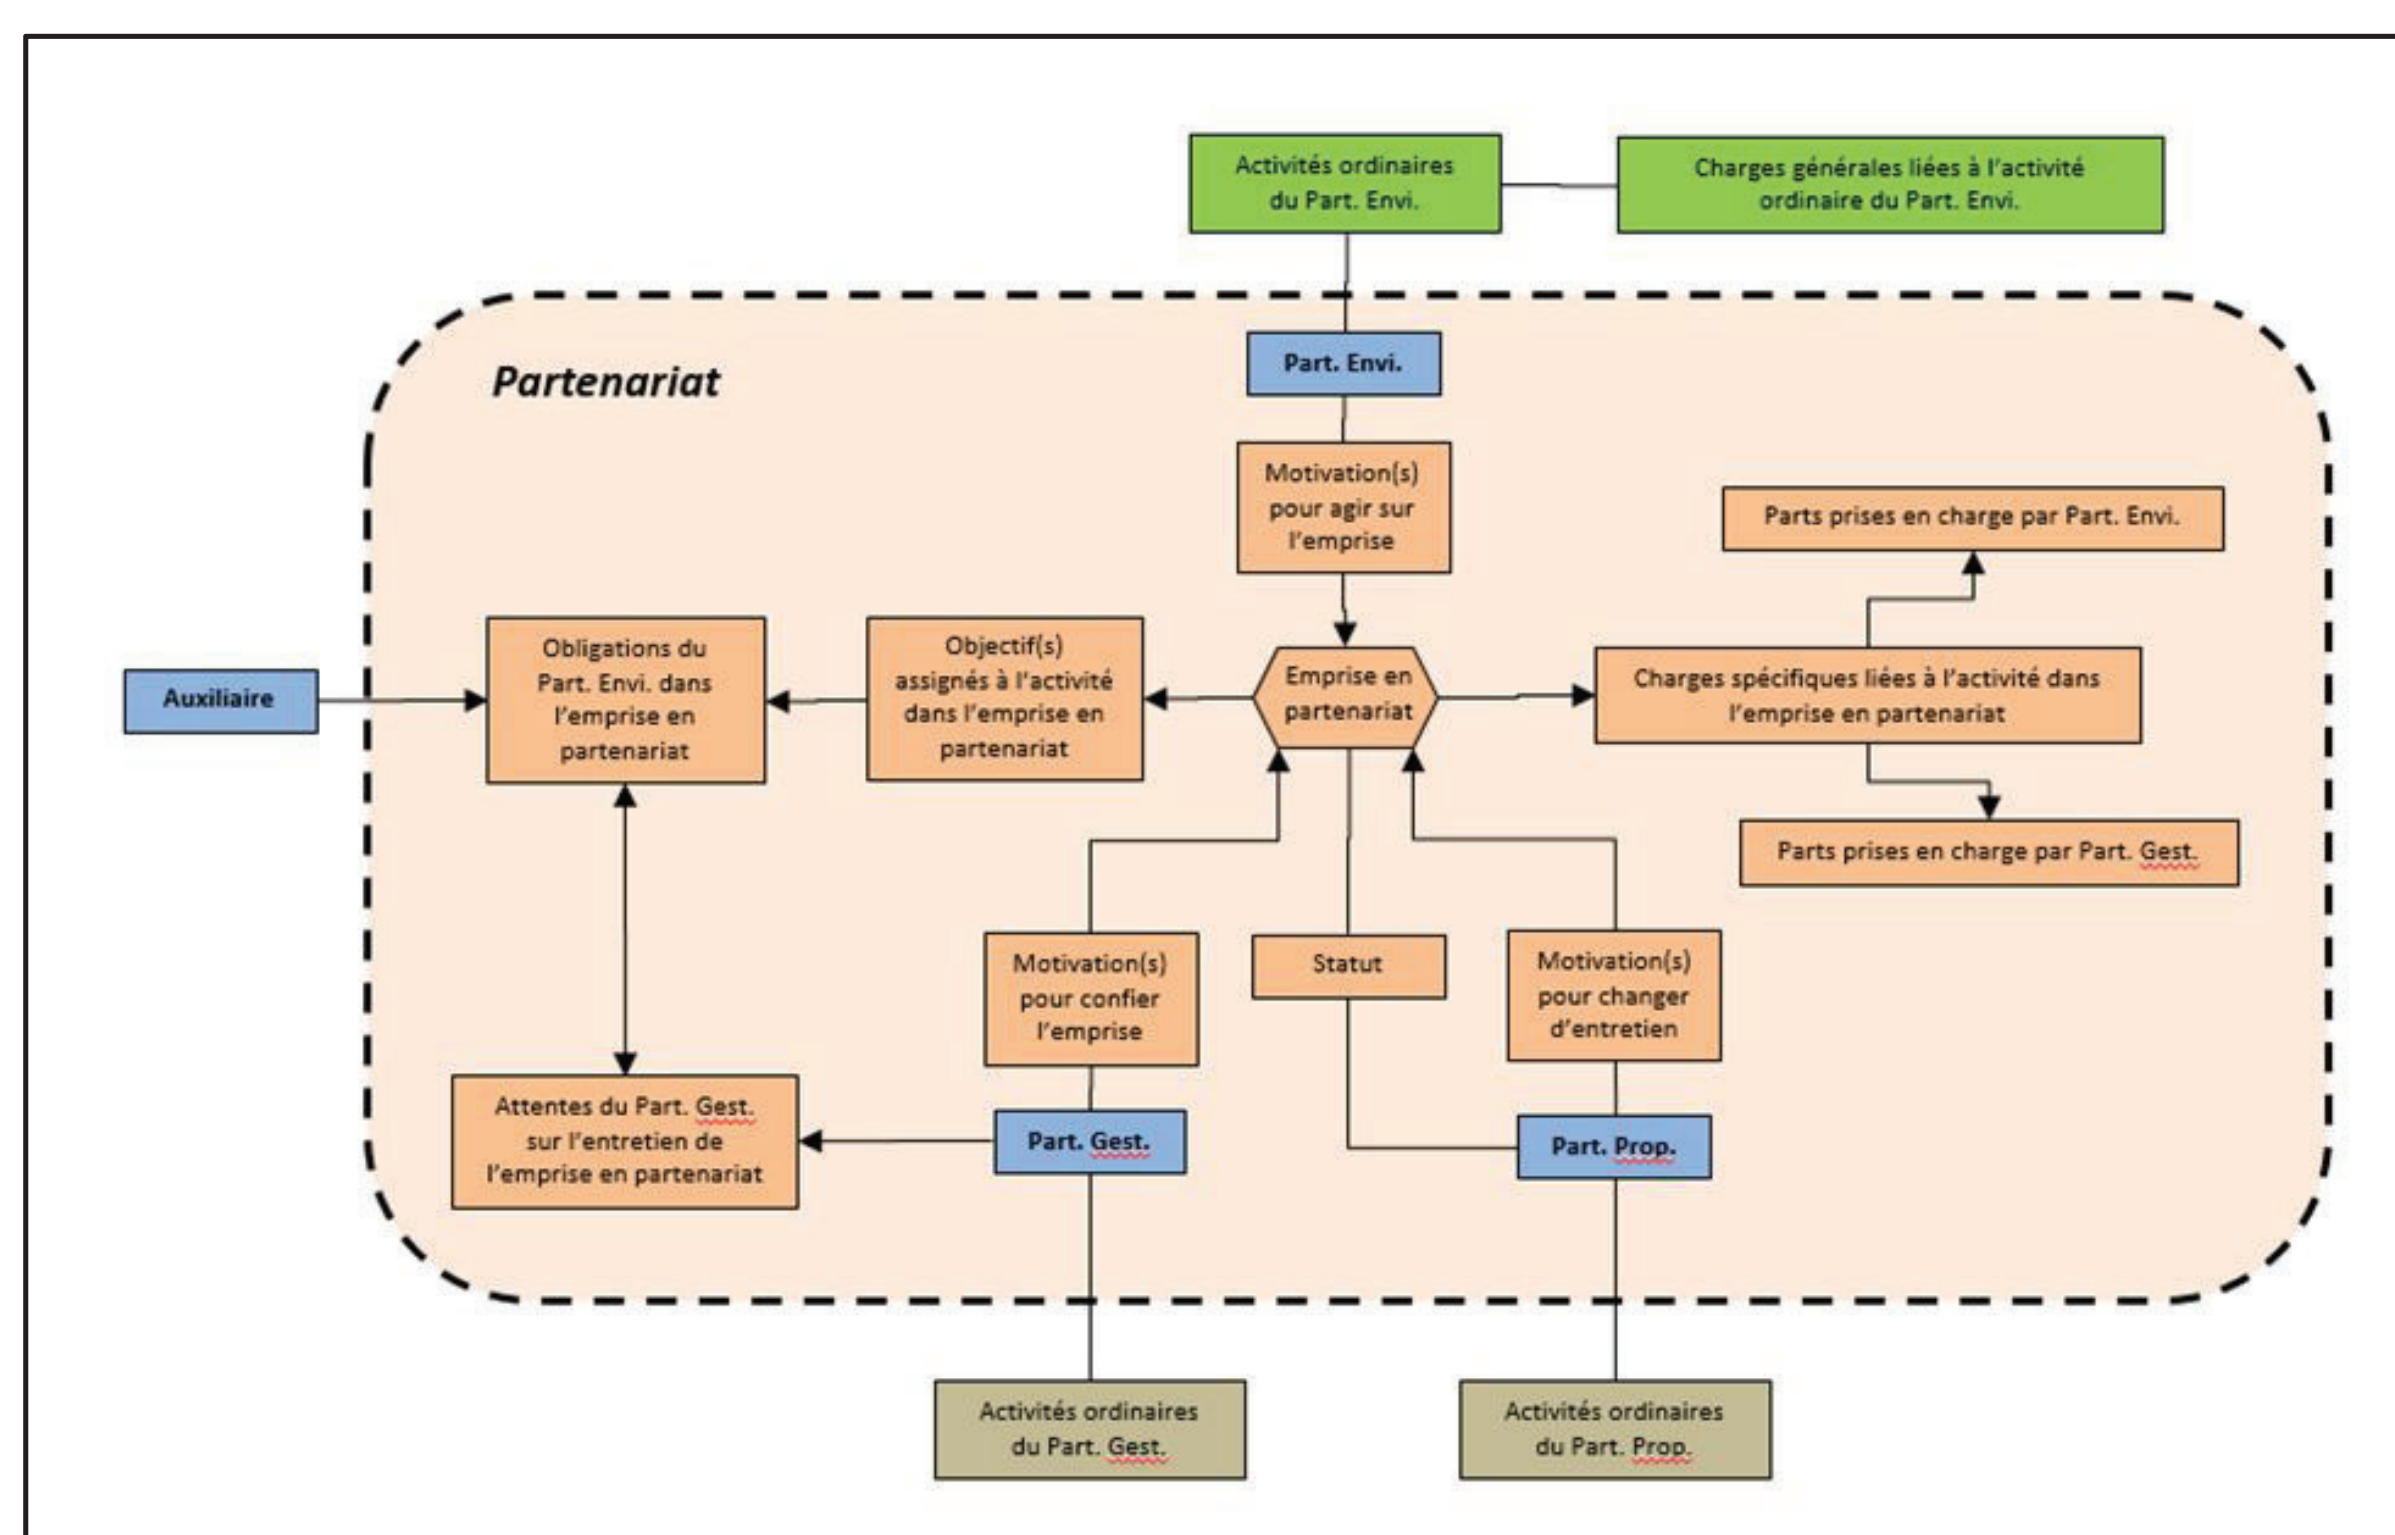 Activités ordinaires
du Part. Envi.
Charges générales liées à l'activité
ordinaire du Part. Envi.
Partenariat
Part. Envi.
Motivation(s)
pour agir sur
l'emprise
Parts prises en charge par Part. Envi.
Auxiliaire
Obligations du
Part. Envi. dans
l'emprise en
partenariat
Objectif(s)
assignés à l'activité
dans l'emprise en
partenariat
Emprise en
partenariat
Charges spécifiques liées à l'activité dans
l'emprise en partenariat
Parts prises en charge par Part. Gest.
Motivation(s)
pour confier
l'emprise
Statut
Motivation(s)
pour changer
d'entretien
Attentes du Part. Gest.
sur l'entretien de
l'emprise en partenariat
Part. Gest.
Part. Prop.
Activités ordinaires
du Part. Gest.
Activités ordinaires
du Part. Prop.